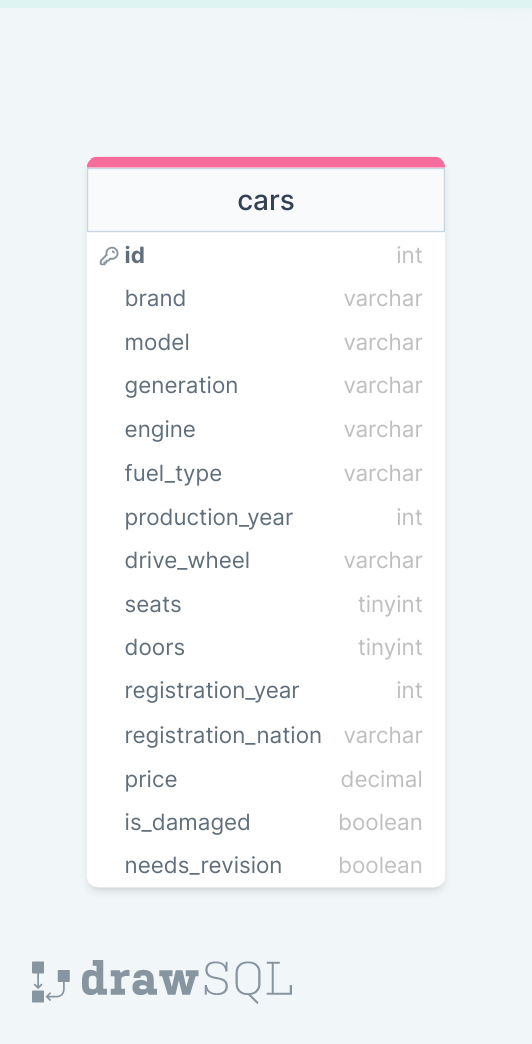 cars
id int
brand varchar
model varchar
generation varchar
engine varchar
fuel_type varchar
production_year int
drive_wheel varchar
seats tinyint
doors tinyint
registration_year int
registration_nation varchar
price decimal
is_damaged boolean
needs_revision boolean
drawSQL